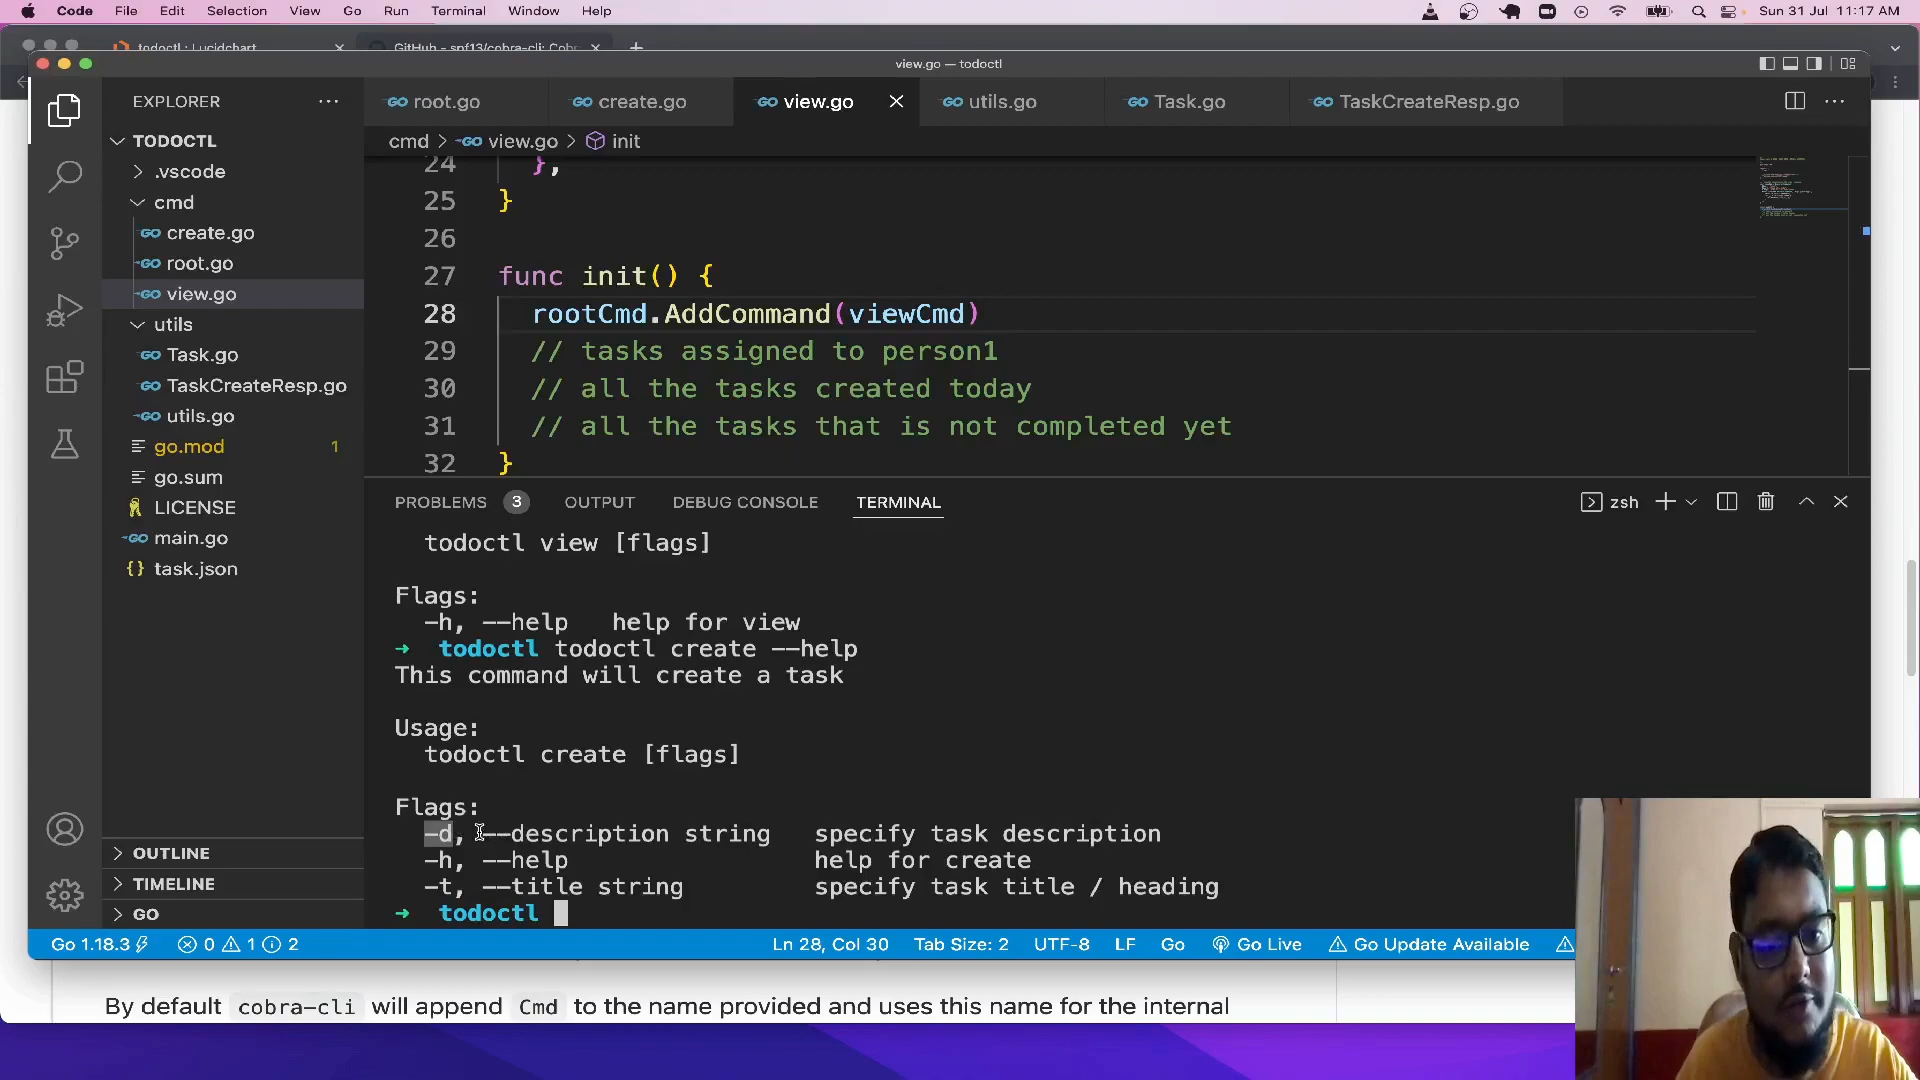 Code File Edit Selection View Go Run Terminal Window Help Sun 31 Jul 11:17 AM
todoctl : Lucidchart
GitHub - spf13/cobra-cli: Cobr
view.go — todoctl
EXPLORER
root.go
create.go
view.go
utils.go
Task.go
TaskCreateResp.go
cmd > view.go > init
TODOCTL
.vscode
cmd
create.go
root.go
view.go
utils
Task.go
TaskCreateResp.go
utils.go
go.mod 1
go.sum
LICENSE
main.go
task.json
OUTLINE
TIMELINE
GO
24 },
25 }
26
27 func init() {
28 rootCmd.AddCommand(viewCmd)
29 // tasks assigned to person1
30 // all the tasks created today
31 // all the tasks that is not completed yet
32 }
PROBLEMS 3 OUTPUT DEBUG CONSOLE TERMINAL zsh
todoctl view [flags]
Flags:
-h, --help help for view
➜ todoctl todoctl create --help
This command will create a task
Usage:
todoctl create [flags]
Flags:
-d, --description string specify task description
-h, --help help for create
-t, --title string specify task title / heading
➜ todoctl
Go 1.18.3 0 1 2 Ln 28, Col 30 Tab Size: 2 UTF-8 LF Go Go Live Go Update Available
By default cobra-cli will append Cmd to the name provided and uses this name for the internal